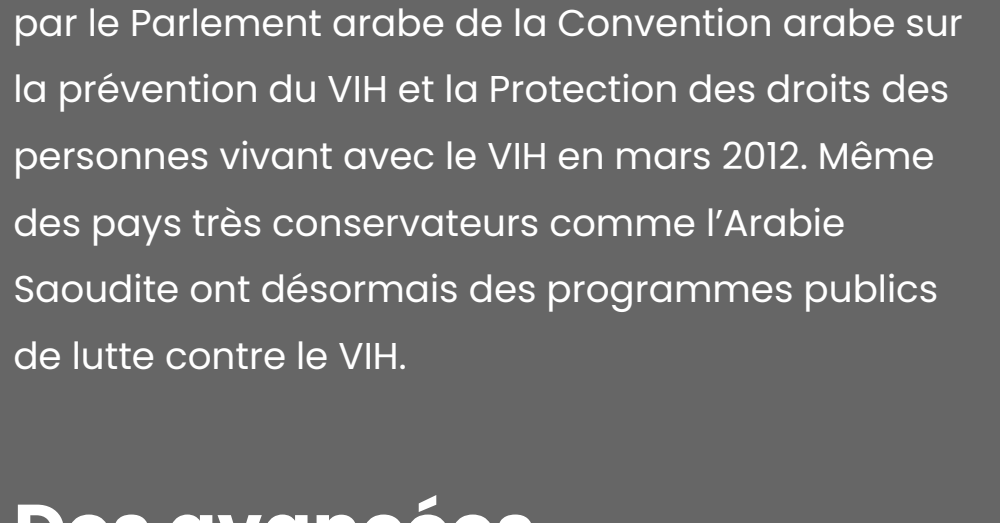 par le Parlement arabe de la Convention arabe sur
la prévention du VIH et la Protection des droits des
personnes vivant avec le VIH en mars 2012. Même
des pays très conservateurs comme l’Arabie
Saoudite ont désormais des programmes publics
de lutte contre le VIH.
Des avancées